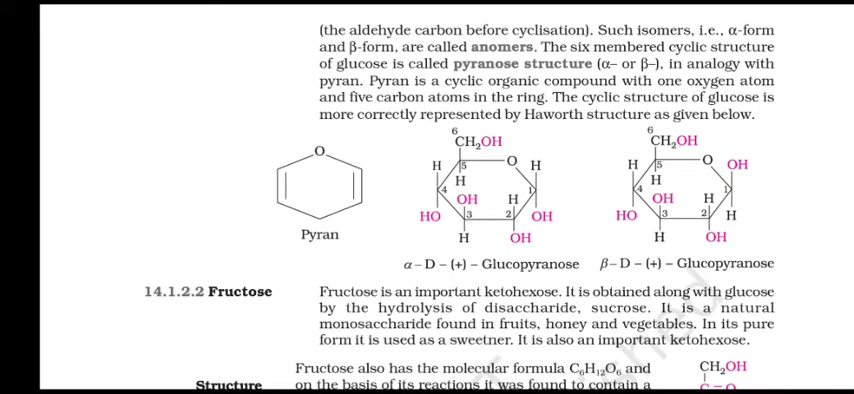 (the aldehyde carbon before cyclisation). Such isomers, i.e., α-form
and β-form, are called anomers. The six membered cyclic structure
of glucose is called pyranose structure (α– or β–), in analogy with
pyran. Pyran is a cyclic organic compound with one oxygen atom
and five carbon atoms in the ring. The cyclic structure of glucose is
more correctly represented by Haworth structure as given below.
O
Pyran
6
CH₂OH
H 5 O H
H
4 OH H 1
HO 3 2 OH
H OH
α – D – (+) – Glucopyranose
6
CH₂OH
H 5 O OH
H
4 OH H 1
HO 3 2 H
H OH
β – D – (+) – Glucopyranose
14.1.2.2 Fructose
Fructose is an important ketohexose. It is obtained along with glucose
by the hydrolysis of disaccharide, sucrose. It is a natural
monosaccharide found in fruits, honey and vegetables. In its pure
form it is used as a sweetner. It is also an important ketohexose.
Structure
Fructose also has the molecular formula C₆H₁₂O₆ and
on the basis of its reactions it was found to contain a
CH₂OH
C=O